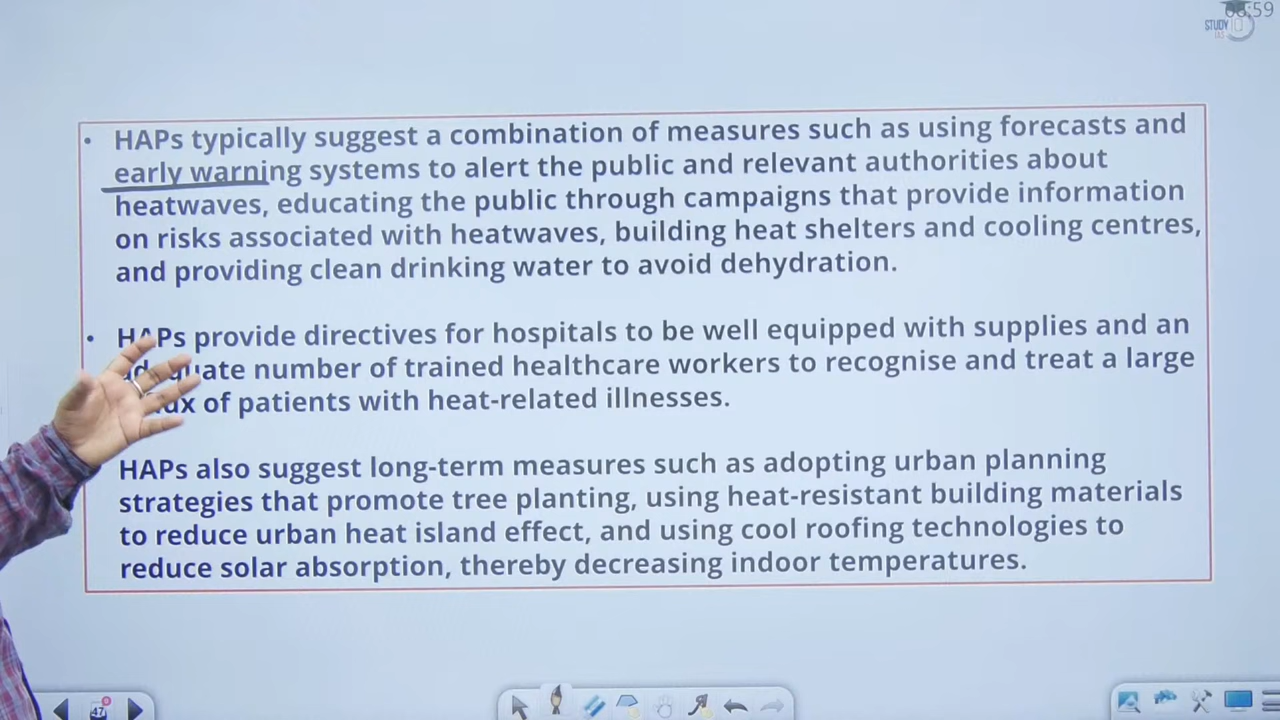 STUDY
HAPs typically suggest a combination of measures such as using forecasts and
early warning systems to alert the public and relevant authorities about
heatwaves, educating the public through campaigns that provide information
on risks associated with heatwaves, building heat shelters and cooling centres,
and providing clean drinking water to avoid dehydration.
HAPs provide directives for hospitals to be well equipped with supplies and an
number of trained healthcare workers to recognise and treat a large
of patients with heat-related illnesses.
HAPs also suggest long-term measures such as adopting urban planning
strategies that promote tree planting, using heat-resistant building materials
to reduce urban heat island effect, and using cool roofing technologies to
reduce solar absorption, thereby decreasing indoor temperatures.
47